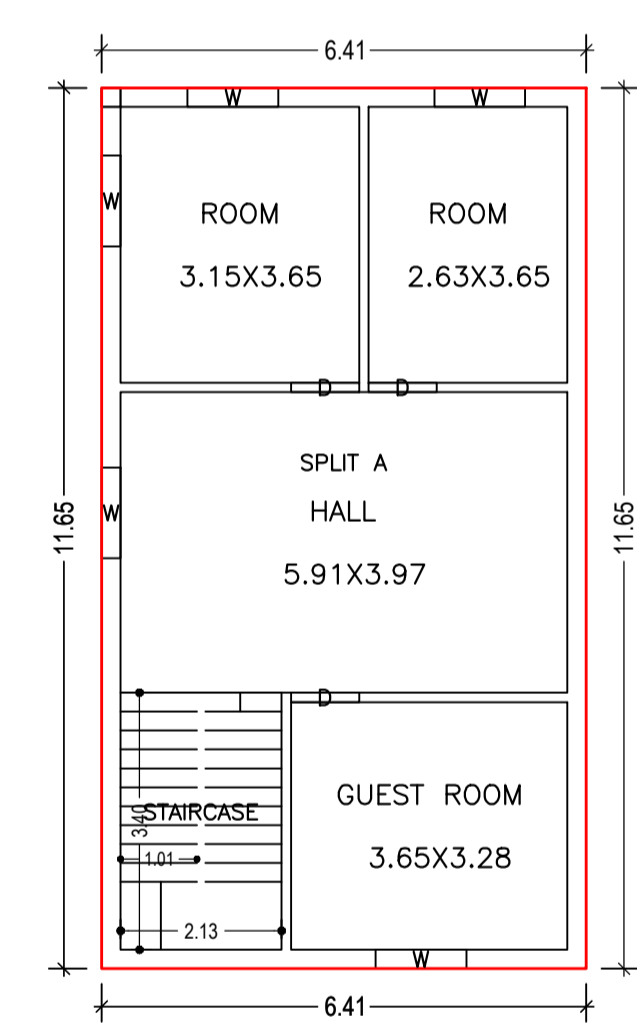 6.41
W
W
W
ROOM
ROOM
3.15X3.65
2.63X3.65
D
D
SPLIT A
11.65
W
HALL
11.65
5.91X3.97
D
GUEST ROOM
3.40
STAIRCASE
1.01
3.65X3.28
2.13
W
6.41